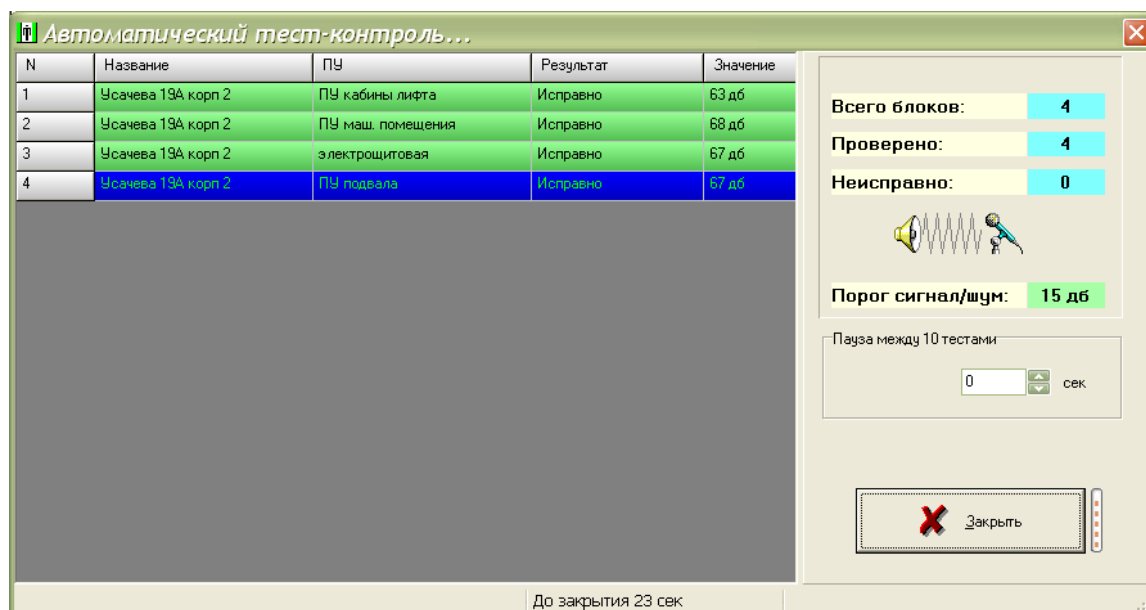 Автоматический тест-контроль...
N Название ПУ Результат Значение
1 Усачева 19А корп 2 ПУ кабины лифта Исправно 63 дб
2 Усачева 19А корп 2 ПУ маш. помещения Исправно 68 дб
3 Усачева 19А корп 2 электрощитовая Исправно 67 дб
4 Усачева 19А корп 2 ПУ подвала Исправно 67 дб
Всего блоков: 4
Проверено: 4
Неисправно: 0
Порог сигнал/шум: 15 дб
Пауза между 10 тестами
0 сек
Закрыть
До закрытия 23 сек